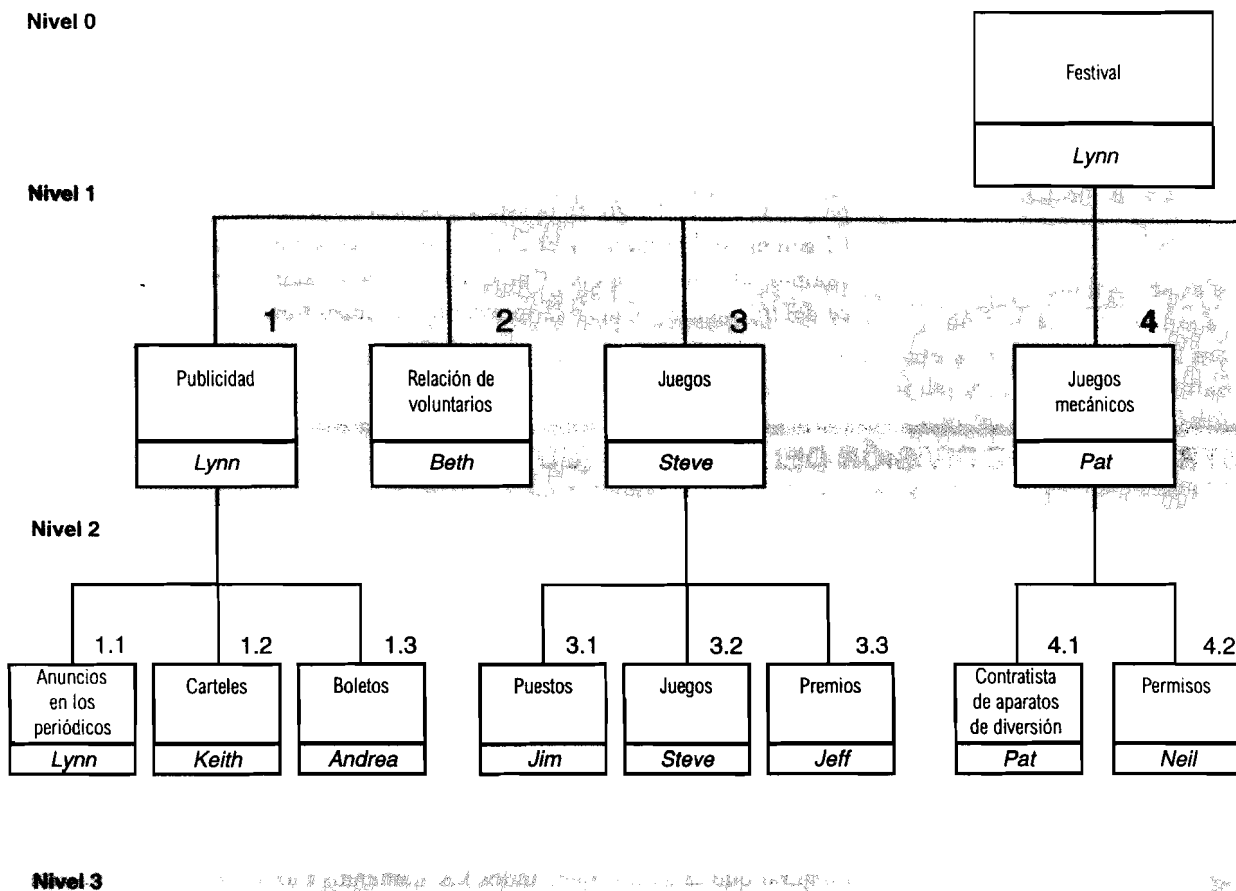 Nivel 0
Festival
Lynn
Nivel 1
1
2
3
4
Publicidad
Lynn
Relación de
voluntarios
Beth
Juegos
Steve
Juegos
mecánicos
Pat
Nivel 2
1.1
1.2
1.3
3.1
3.2
3.3
4.1
4.2
Anuncios
en los
periódicos
Lynn
Carteles
Keith
Boletos
Andrea
Puestos
Jim
Juegos
Steve
Premios
Jeff
Contratista
de aparatos
de diversión
Pat
Permisos
Neil
Nivel 3